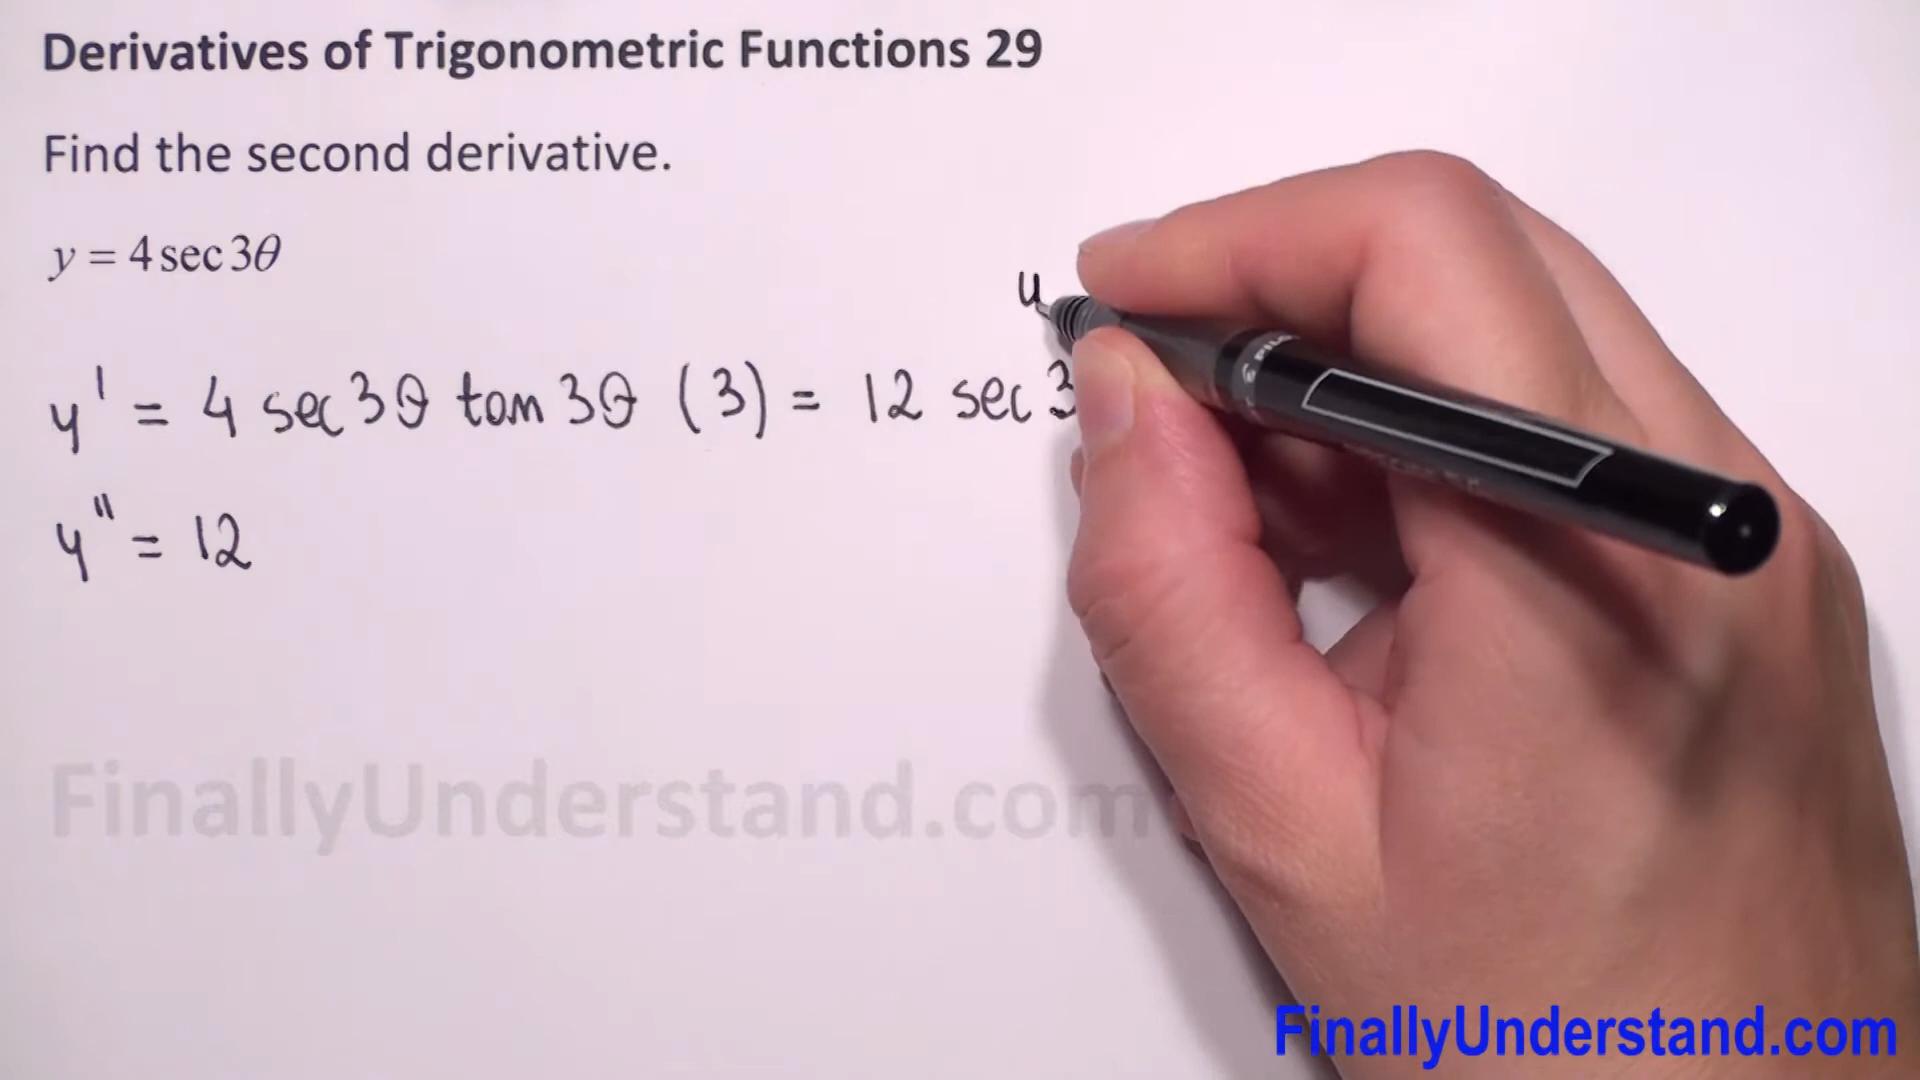 Derivatives of Trigonometric Functions 29
Find the second derivative.
y = 4 sec 3θ
u
y' = 4 sec 3θ tan 3θ (3) = 12 sec 3
y'' = 12
FinallyUnderstand.com
FinallyUnderstand.com